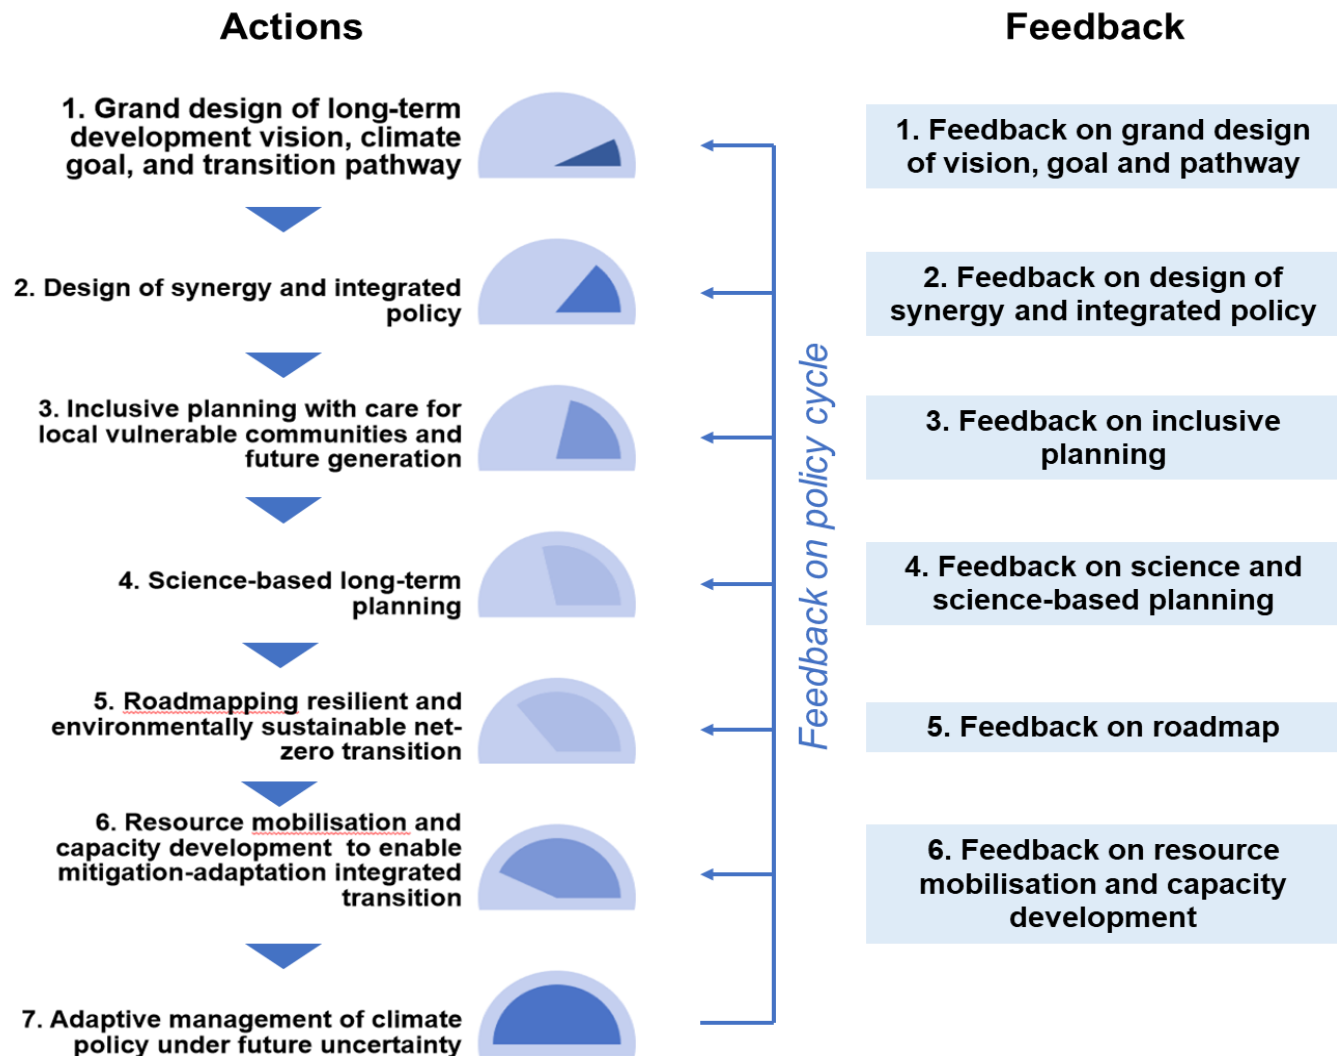 Actions
Feedback
1. Grand design of long-term
development vision, climate
goal, and transition pathway
1. Feedback on grand design
of vision, goal and pathway
2. Design of synergy and integrated
policy
2. Feedback on design of
synergy and integrated policy
3. Inclusive planning with care for
local vulnerable communities and
future generation
3. Feedback on inclusive
planning
Feedback on policy cycle
4. Science-based long-term
planning
4. Feedback on science and
science-based planning
5. Roadmapping resilient and
environmentally sustainable net-
zero transition
5. Feedback on roadmap
6. Resource mobilisation and
capacity development to enable
mitigation-adaptation integrated
transition
6. Feedback on resource
mobilisation and capacity
development
7. Adaptive management of climate
policy under future uncertainty